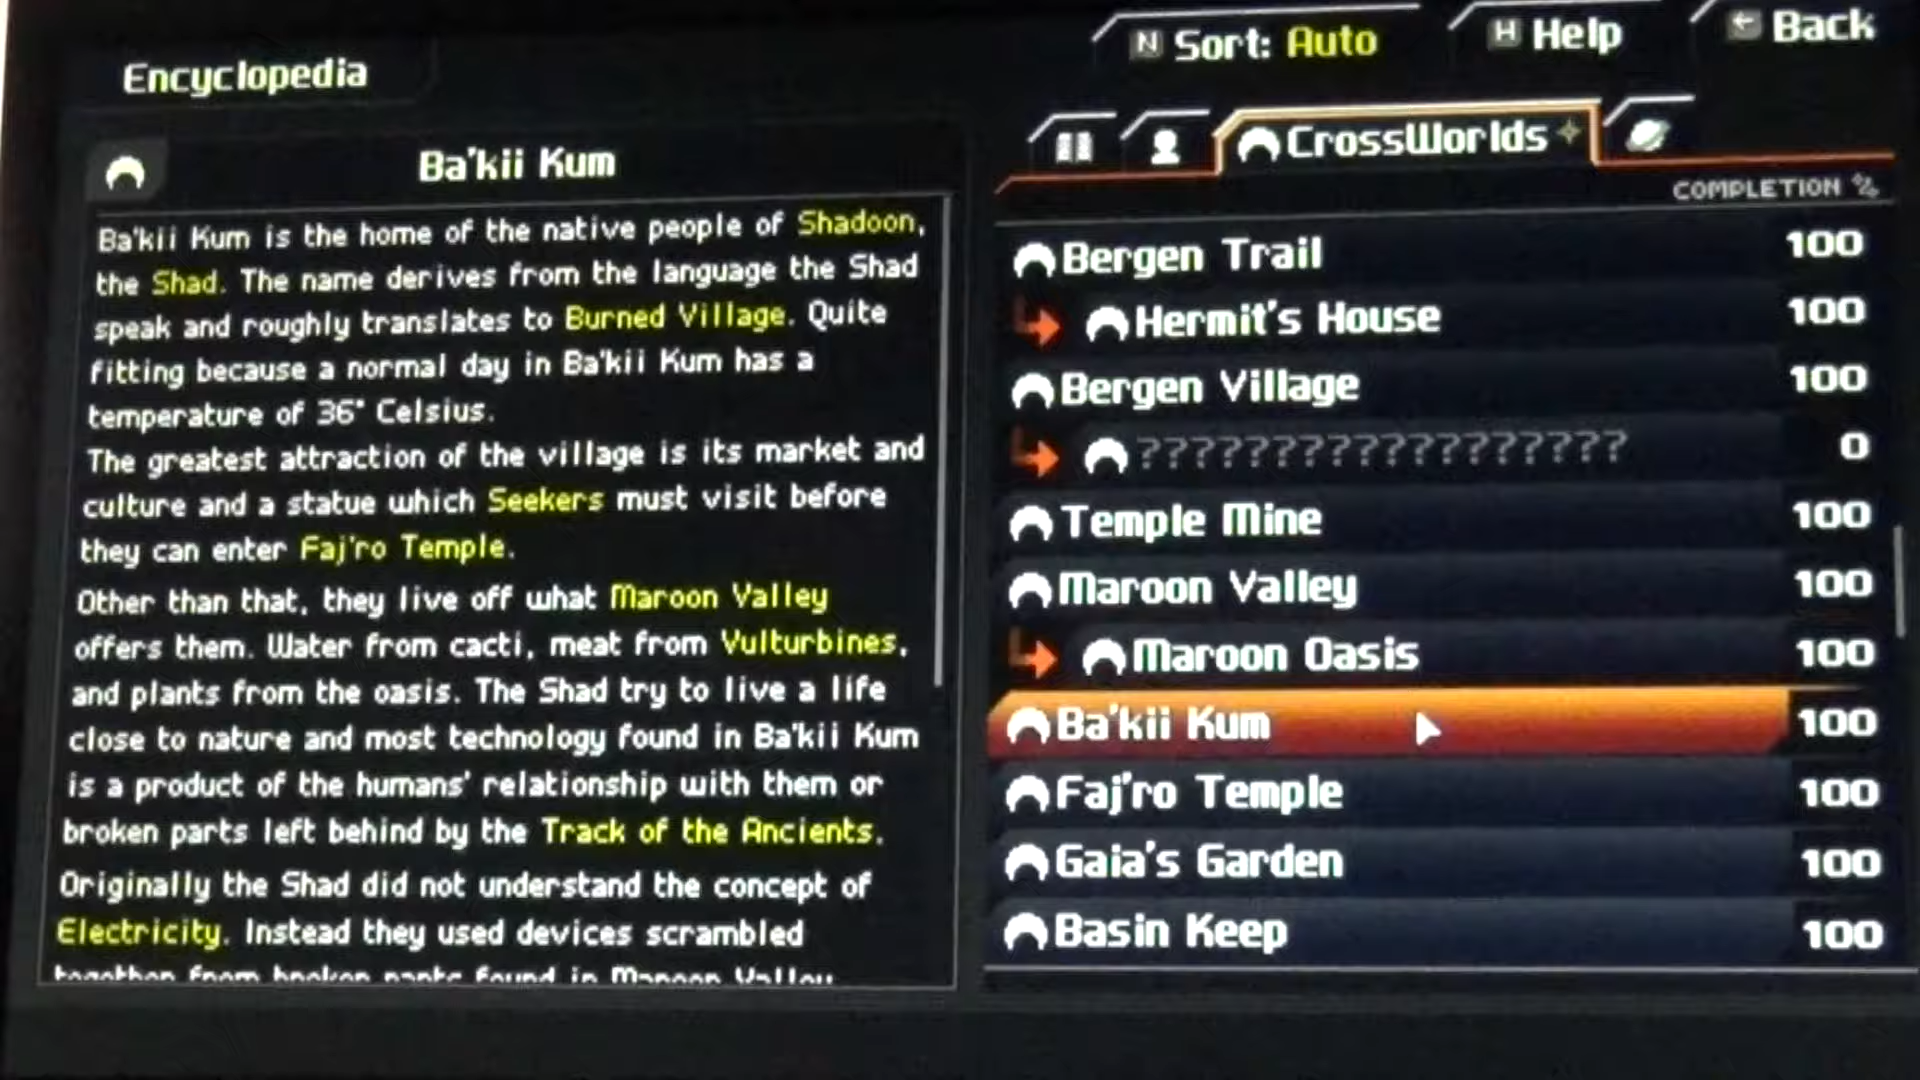 Encyclopedia
N Sort: Auto
H Help
Back
Ba'kii Kum
Ba'kii Kum is the home of the native people of Shadoon,
the Shad. The name derives from the language the Shad
speak and roughly translates to Burned Village. Quite
fitting because a normal day in Ba'kii Kum has a
temperature of 36° Celsius.
The greatest attraction of the village is its market and
culture and a statue which Seekers must visit before
they can enter Faj'ro Temple.
Other than that, they live off what Maroon Valley
offers them. Water from cacti, meat from Vulturbines,
and plants from the oasis. The Shad try to live a life
close to nature and most technology found in Ba'kii Kum
is a product of the humans' relationship with them or
broken parts left behind by the Track of the Ancients.
Originally the Shad did not understand the concept of
Electricity. Instead they used devices scrambled
together from broken parts found in Maroon Valley
CrossWorlds
COMPLETION %
Bergen Trail 100
Hermit's House 100
Bergen Village 100
?????????????????? 0
Temple Mine 100
Maroon Valley 100
Maroon Oasis 100
Ba'kii Kum 100
Faj'ro Temple 100
Gaia's Garden 100
Basin Keep 100